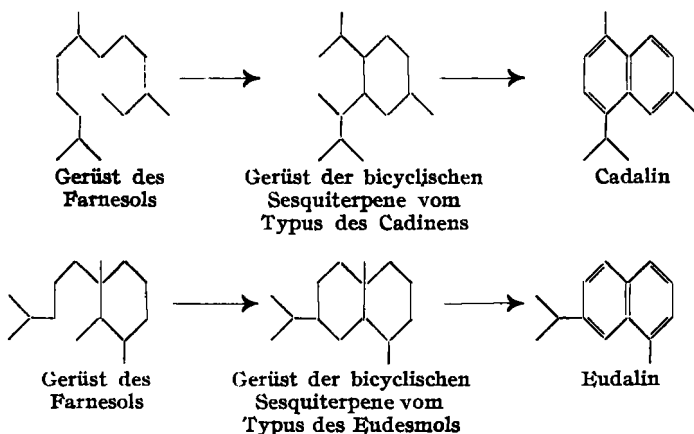 Gerüst des
Farnesols
Gerüst der bicyclischen
Sesquiterpene vom
Typus des Cadinens
Cadalin
Gerüst des
Farnesols
Gerüst der bicyclischen
Sesquiterpene vom
Typus des Eudesmols
Eudalin